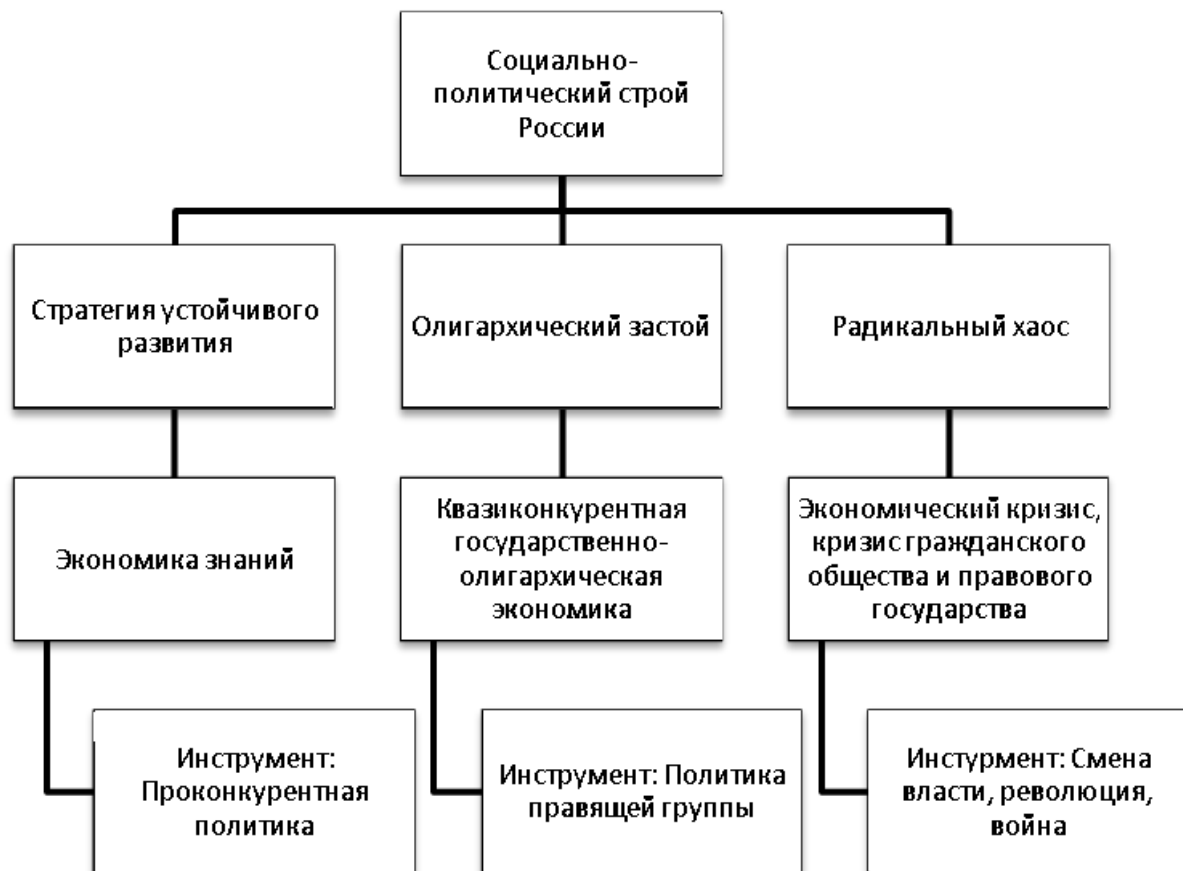 Социально-
политический строй
России
Стратегия устойчивого
развития
Олигархический застой
Радикальный хаос
Экономика знаний
Квазиконкурентная
государственно-
олигархическая
экономика
Экономический кризис,
кризис гражданского
общества и правового
государства
Инструмент:
Проконкурентная
политика
Инструмент: Политика
правящей группы
Инстурмент: Смена
власти, революция,
война